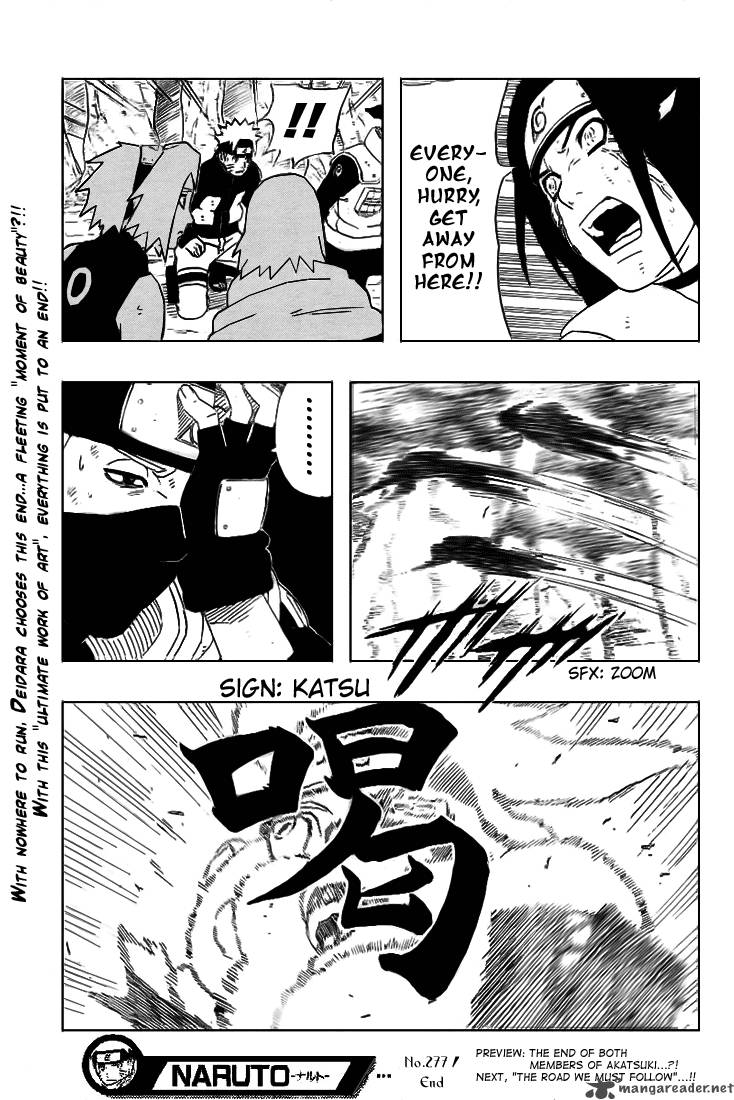 EVERY-
ONE,
HURRY,
GET
AWAY
FROM
HERE!!
!!
ザザザ
SFX: ZOOM
SIGN: KATSU
喝
WITH NOWHERE TO RUN, DEIDARA CHOOSES THIS END...A FLEETING "MOMENT OF BEAUTY"?!!
WITH THIS "ULTIMATE WORK OF ART", EVERYTHING IS PUT TO AN END!!
NARUTO -ナルト- ...
No.277!
End
PREVIEW: THE END OF BOTH
MEMBERS OF AKATSUKI...?!
NEXT, "THE ROAD WE MUST FOLLOW"...!!
mangareader.net